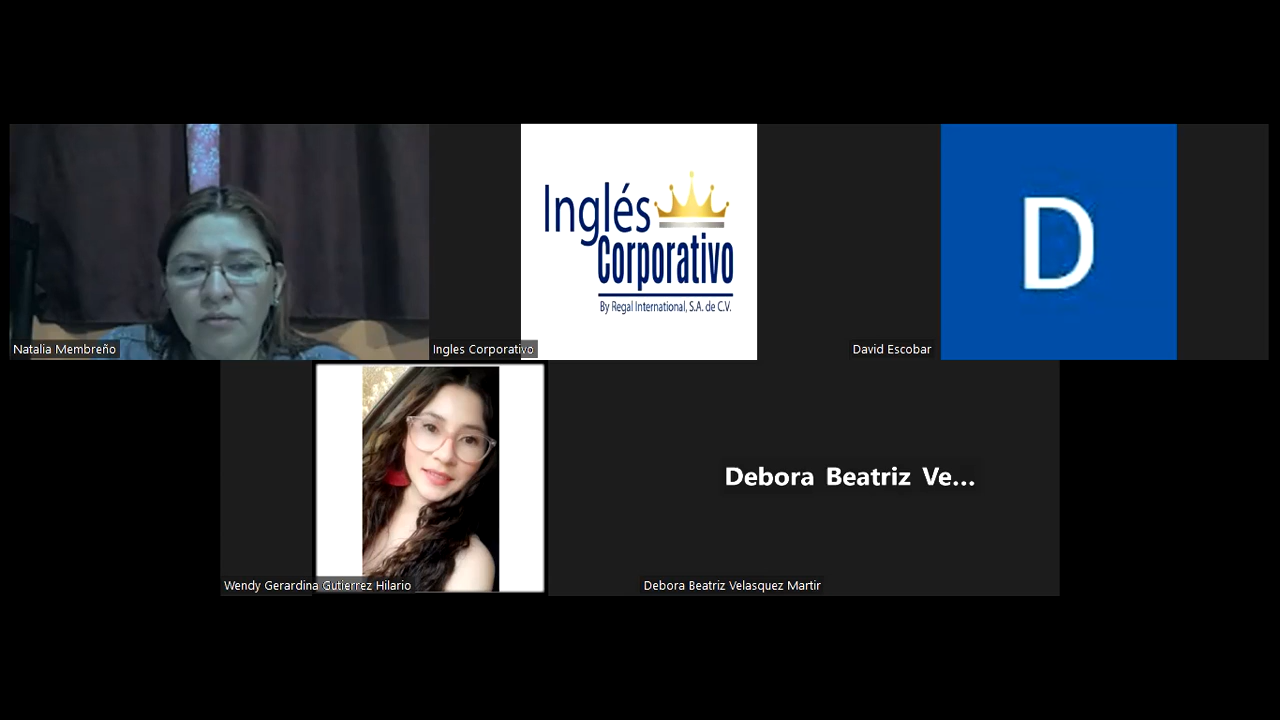 Inglés
Corporativo
By Regal International, S.A. de C.V.
D
Natalia Membreño
Ingles Corporativo
David Escobar
Debora Beatriz Ve...
Wendy Gerardina Gutierrez Hilario
Debora Beatriz Velasquez Martir